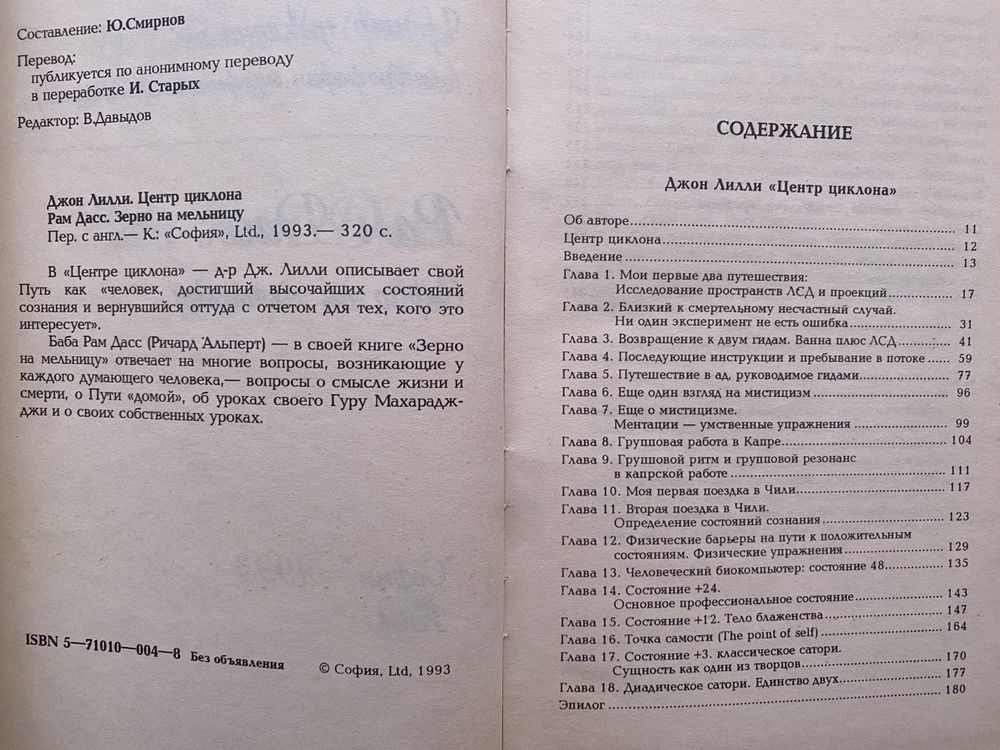 Составление: Ю.Смирнов
Перевод:
публикуется по анонимному переводу
в переработке И. Старых
Редактор: В.Давыдов
Джон Лилли. Центр циклона
Рам Дасс. Зерно на мельницу
Пер. с англ.— К.: «София», Ltd., 1993.— 320 с.
В «Центре циклона» — д-р Дж. Лилли описывает свой
Путь как «человек, достигший высочайших состояний
сознания и вернувшийся оттуда с отчетом для тех, кого это
интересует».
Баба Рам Дасс (Ричард Альперт) — в своей книге «Зерно
на мельницу» отвечает на многие вопросы, возникающие у
каждого думающего человека,— вопросы о смысле жизни и
смерти, о Пути «домой», об уроках своего Гуру Махарадж-
джи и о своих собственных уроках.
ISBN 5—71010—004—8 Без объявления
© София, Ltd, 1993
СОДЕРЖАНИЕ
Джон Лилли «Центр циклона»
Об авторе 11
Центр циклона 12
Введение 13
Глава 1. Мои первые два путешествия:
Исследование пространств ЛСД и проекций 17
Глава 2. Близкий к смертельному несчастный случай.
Ни один эксперимент не есть ошибка 31
Глава 3. Возвращение к двум гидам. Ванна плюс ЛСД 41
Глава 4. Последующие инструкции и пребывание в потоке 59
Глава 5. Путешествие в ад, руководимое гидами 77
Глава 6. Еще один взгляд на мистицизм 96
Глава 7. Еще о мистицизме.
Ментации — умственные упражнения 99
Глава 8. Групповая работа в Капре 104
Глава 9. Групповой ритм и групповой резонанс
в капрской работе 111
Глава 10. Моя первая поездка в Чили 117
Глава 11. Вторая поездка в Чили.
Определение состояний сознания 123
Глава 12. Физические барьеры на пути к положительным
состояниям. Физические упражнения 129
Глава 13. Человеческий биокомпьютер: состояние 48 135
Глава 14. Состояние +24.
Основное профессиональное состояние 143
Глава 15. Состояние +12. Тело блаженства 147
Глава 16. Точка самости (The point of self) 164
Глава 17. Состояние +3. классическое сатори.
Сущность как один из творцов 170
Глава 18. Диадическое сатори. Единство двух 177
Эпилог 180